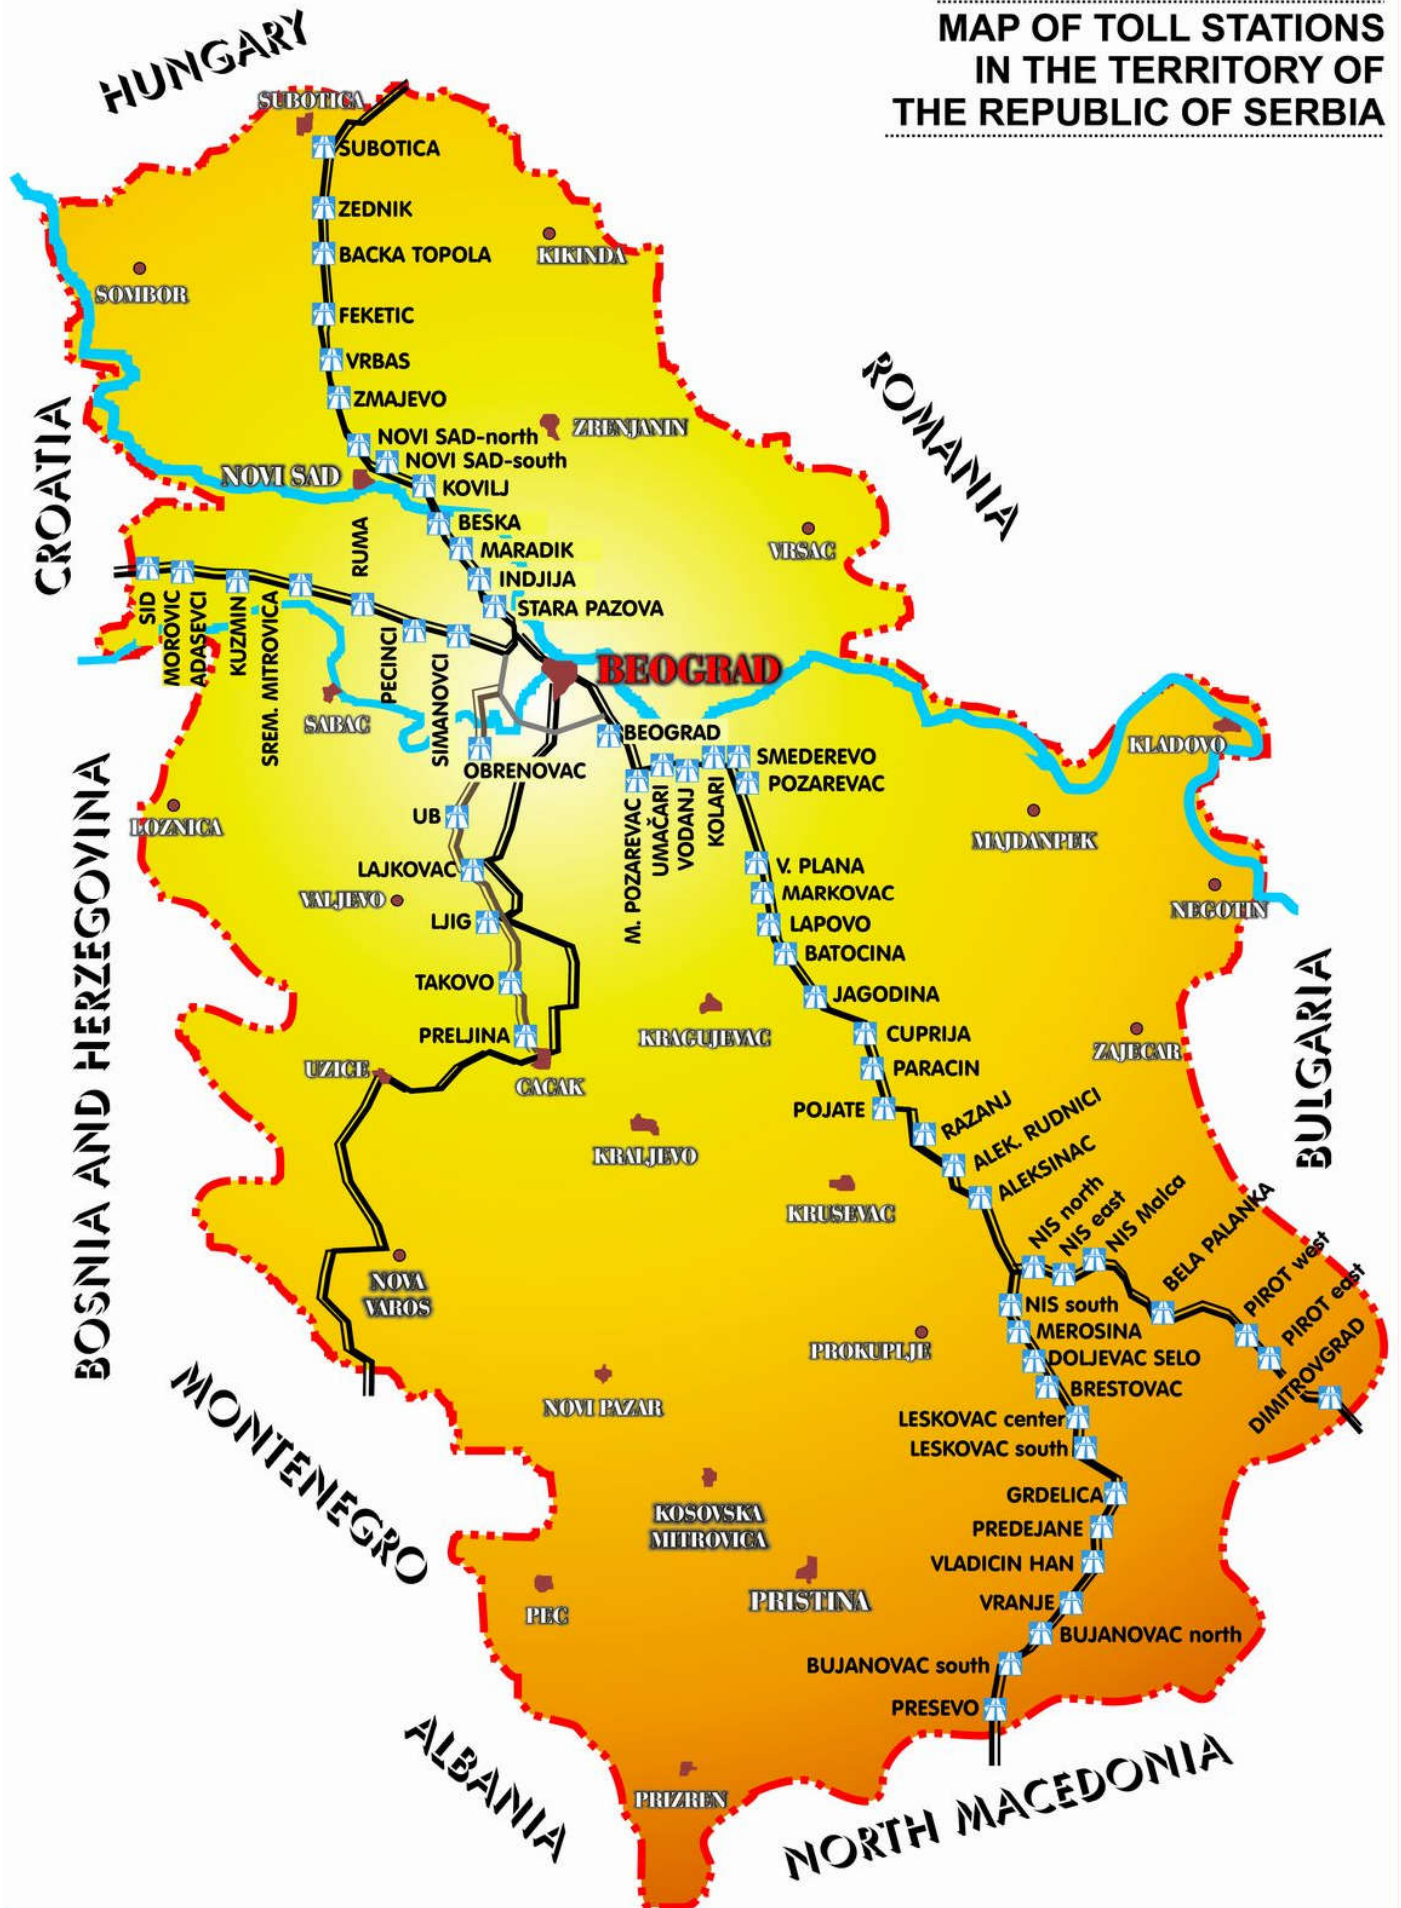 MAP OF TOLL STATIONS
IN THE TERRITORY OF
THE REPUBLIC OF SERBIA
HUNGARY
SUBOTICA
SUBOTICA
ZEDNIK
KIKINDA
BACKA TOPOLA
SOMBOR
FEKETIC
VRBAS
ROMANIA
ZMAJEVO
CROATIA
ZRENJANIN
NOVI SAD-north
NOVI SAD-south
NOVI SAD
KOVILJ
BESKA
RUMA
MARADIK
VRSAC
INDJIJA
STARA PAZOVA
SID
MOROVIC
ADASEVCI
KUZMIN
SREM. MITROVICA
PECINCI
SIMANOVCI
BEOGRAD
SABAC
BEOGRAD
KLADOVO
SMEDEREVO
OBRENOVAC
POZAREVAC
M. POZAREVAC
UMAČARI
VODANJ
KOLARI
UB
LOZNICA
MAJDANPEK
LAJKOVAC
V. PLANA
MARKOVAC
VALJEVO
NEGOTIN
LJIG
LAPOVO
BATOCINA
BOSNIA AND HERZEGOVINA
TAKOVO
JAGODINA
BULGARIA
PRELJINA
KRAGUJEVAC
CUPRIJA
ZAJECAR
UZICE
PARACIN
CACAK
POJATE
RAZANJ
ALEK. RUDNICI
KRALJEVO
ALEKSINAC
KRUSEVAC
NIS north
NIS east
NIS Malca
BELA PALANKA
PIROT west
PIROT east
DIMITROVGRAD
NOVA
VAROS
NIS south
MEROSINA
PROKUPLJE
DOLJEVAC SELO
BRESTOVAC
NOVI PAZAR
LESKOVAC center
LESKOVAC south
MONTENEGRO
GRDELICA
KOSOVSKA
MITROVICA
PREDEJANE
VLADICIN HAN
PRISTINA
PEC
VRANJE
BUJANOVAC north
BUJANOVAC south
PRESEVO
ALBANIA
PRIZREN
NORTH MACEDONIA